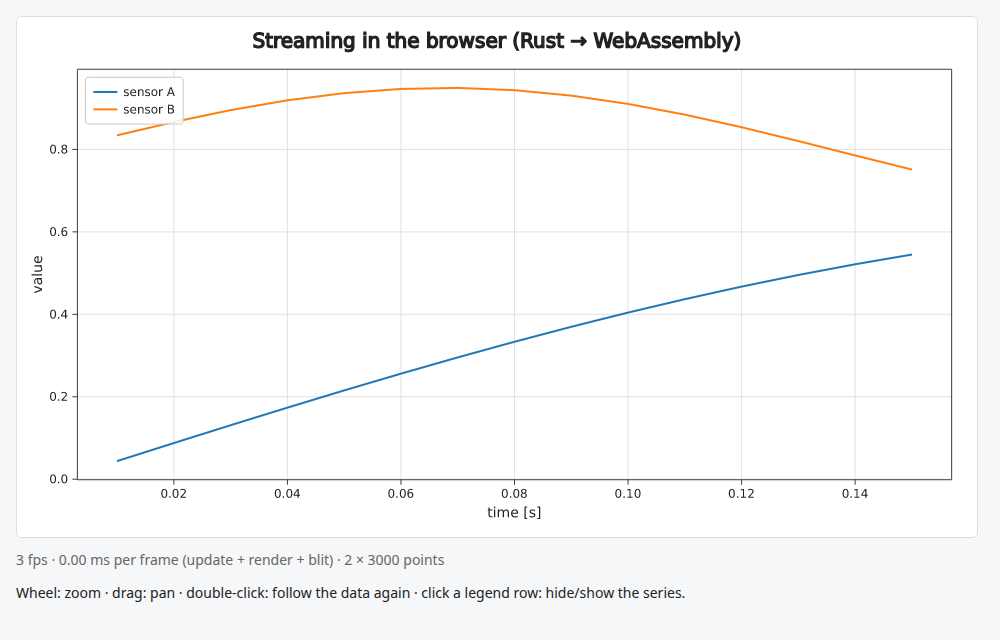 Streaming in the browser (Rust → WebAssembly)
sensor A
sensor B
0.8
0.6
0.4
0.2
0.0
value
0.02 0.04 0.06 0.08 0.10 0.12 0.14
time [s]
3 fps · 0.00 ms per frame (update + render + blit) · 2 × 3000 points
Wheel: zoom · drag: pan · double-click: follow the data again · click a legend row: hide/show the series.